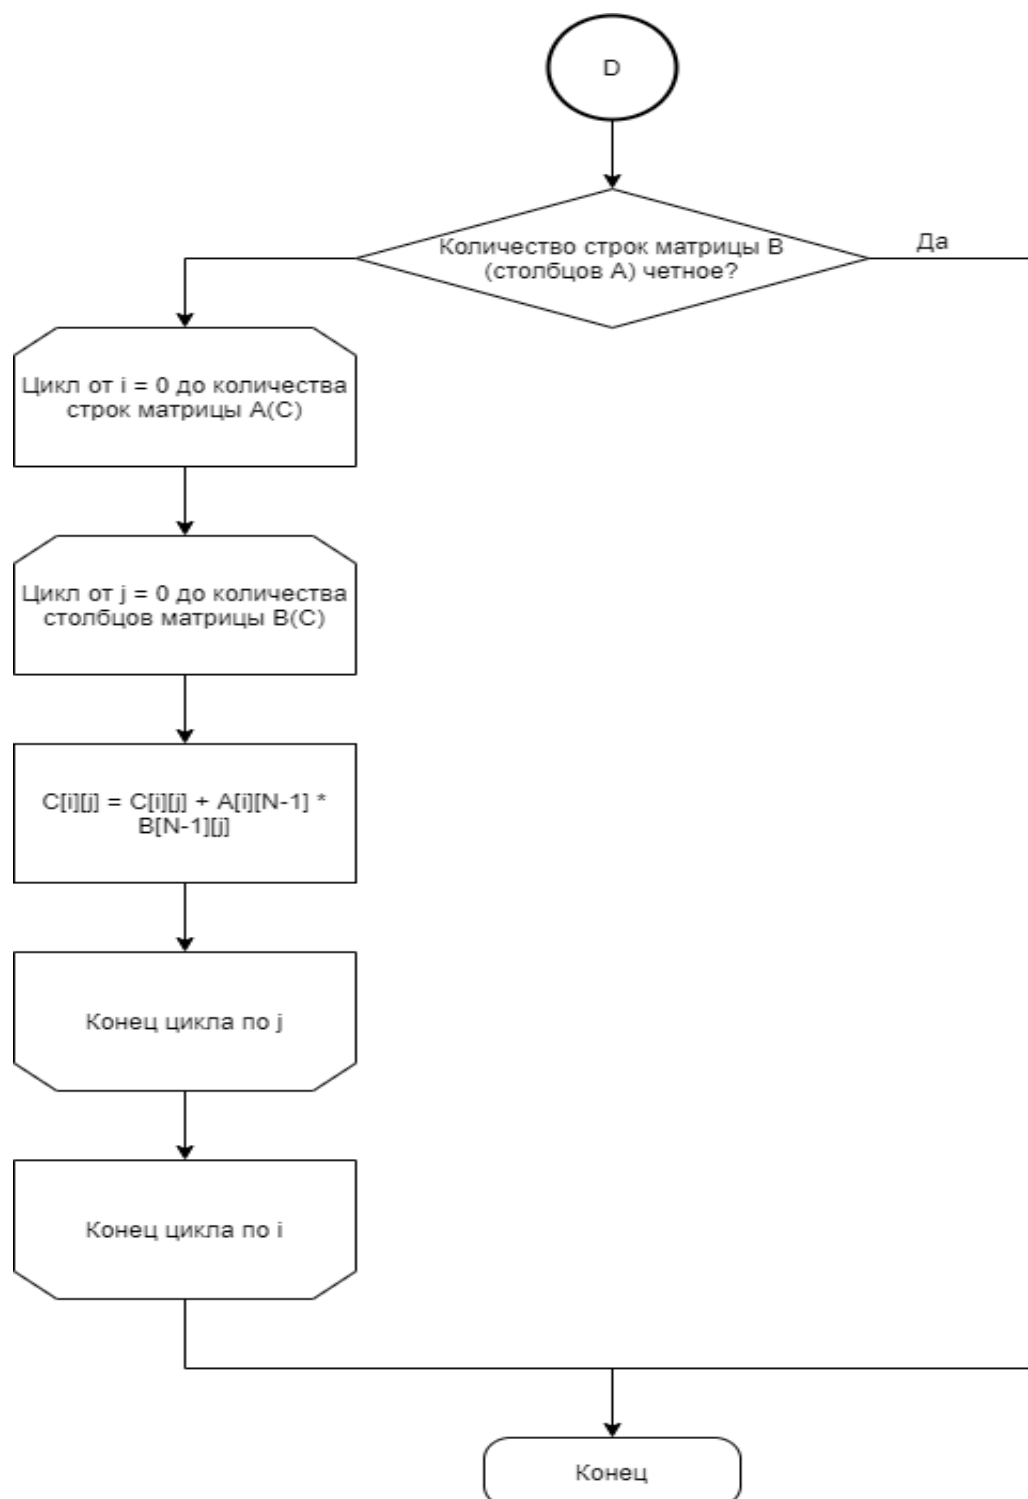 D
Количество строк матрицы B
(столбцов A) четное?
Да
Цикл от i = 0 до количества
строк матрицы A(C)
Цикл от j = 0 до количества
столбцов матрицы B(C)
C[i][j] = C[i][j] + A[i][N-1] *
B[N-1][j]
Конец цикла по j
Конец цикла по i
Конец